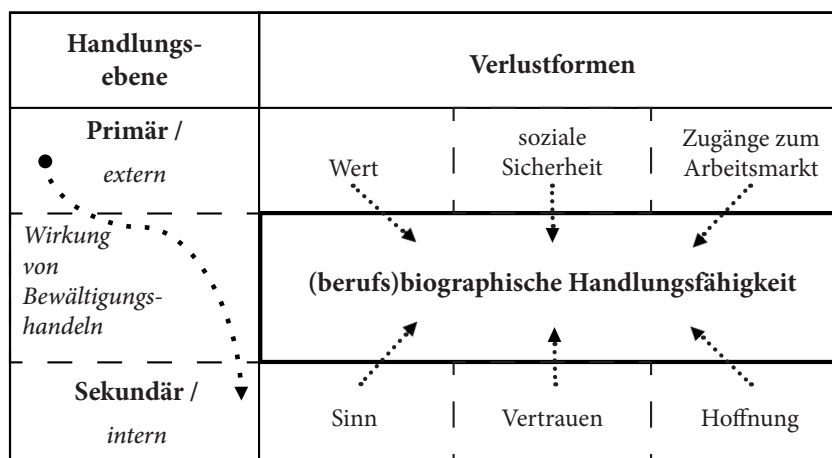 Handlungs-
ebene
Verlustformen
Primär /
extern
Wert
soziale
Sicherheit
Zugänge zum
Arbeitsmarkt
Wirkung
von
Bewältigungs-
handeln
(berufs)biographische Handlungsfähigkeit
Sekundär /
intern
Sinn
Vertrauen
Hoffnung